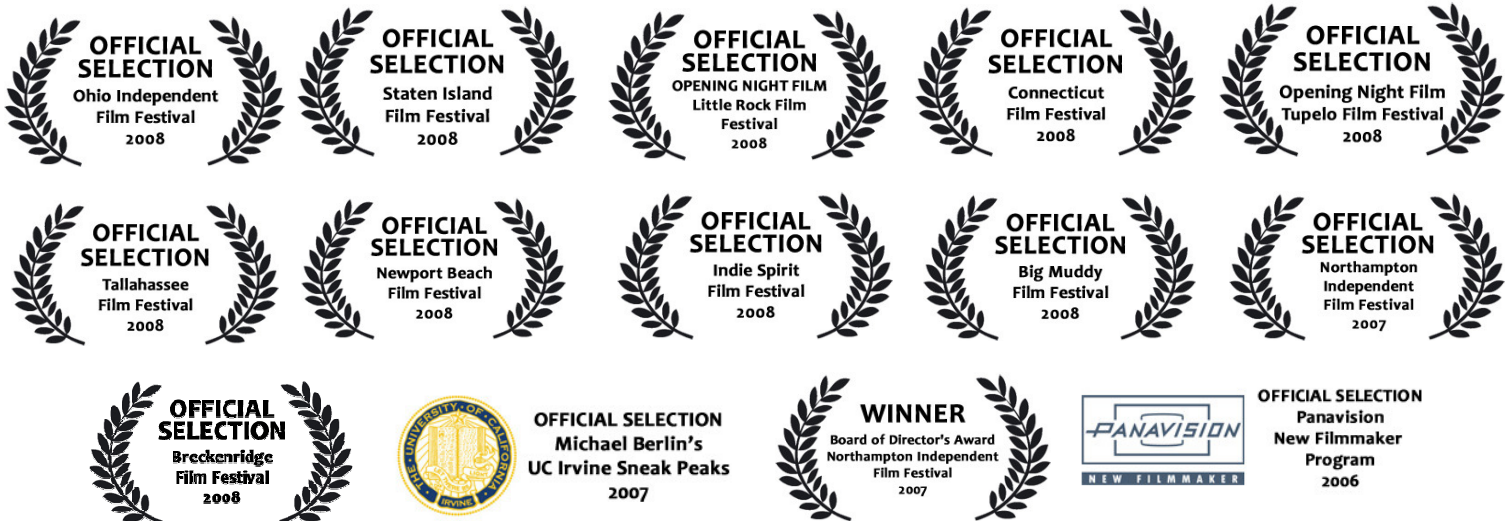 OFFICIAL
SELECTION
Ohio Independent
Film Festival
2008
OFFICIAL
SELECTION
Staten Island
Film Festival
2008
OFFICIAL
SELECTION
OPENING NIGHT FILM
Little Rock Film
Festival
2008
OFFICIAL
SELECTION
Connecticut
Film Festival
2008
OFFICIAL
SELECTION
Opening Night Film
Tupelo Film Festival
2008
OFFICIAL
SELECTION
Tallahassee
Film Festival
2008
OFFICIAL
SELECTION
Newport Beach
Film Festival
2008
OFFICIAL
SELECTION
Indie Spirit
Film Festival
2008
OFFICIAL
SELECTION
Big Muddy
Film Festival
2008
OFFICIAL
SELECTION
Northampton
Independent
Film Festival
2007
OFFICIAL
SELECTION
Breckenridge
Film Festival
2008
THE · UNIVERSITY · OF · CALIFORNIA ·
IRVINE
OFFICIAL SELECTION
Michael Berlin's
UC Irvine Sneak Peaks
2007
WINNER
Board of Director's Award
Northampton Independent
Film Festival
2007
PANAVISION
NEW FILMMAKER
OFFICIAL SELECTION
Panavision
New Filmmaker
Program
2006